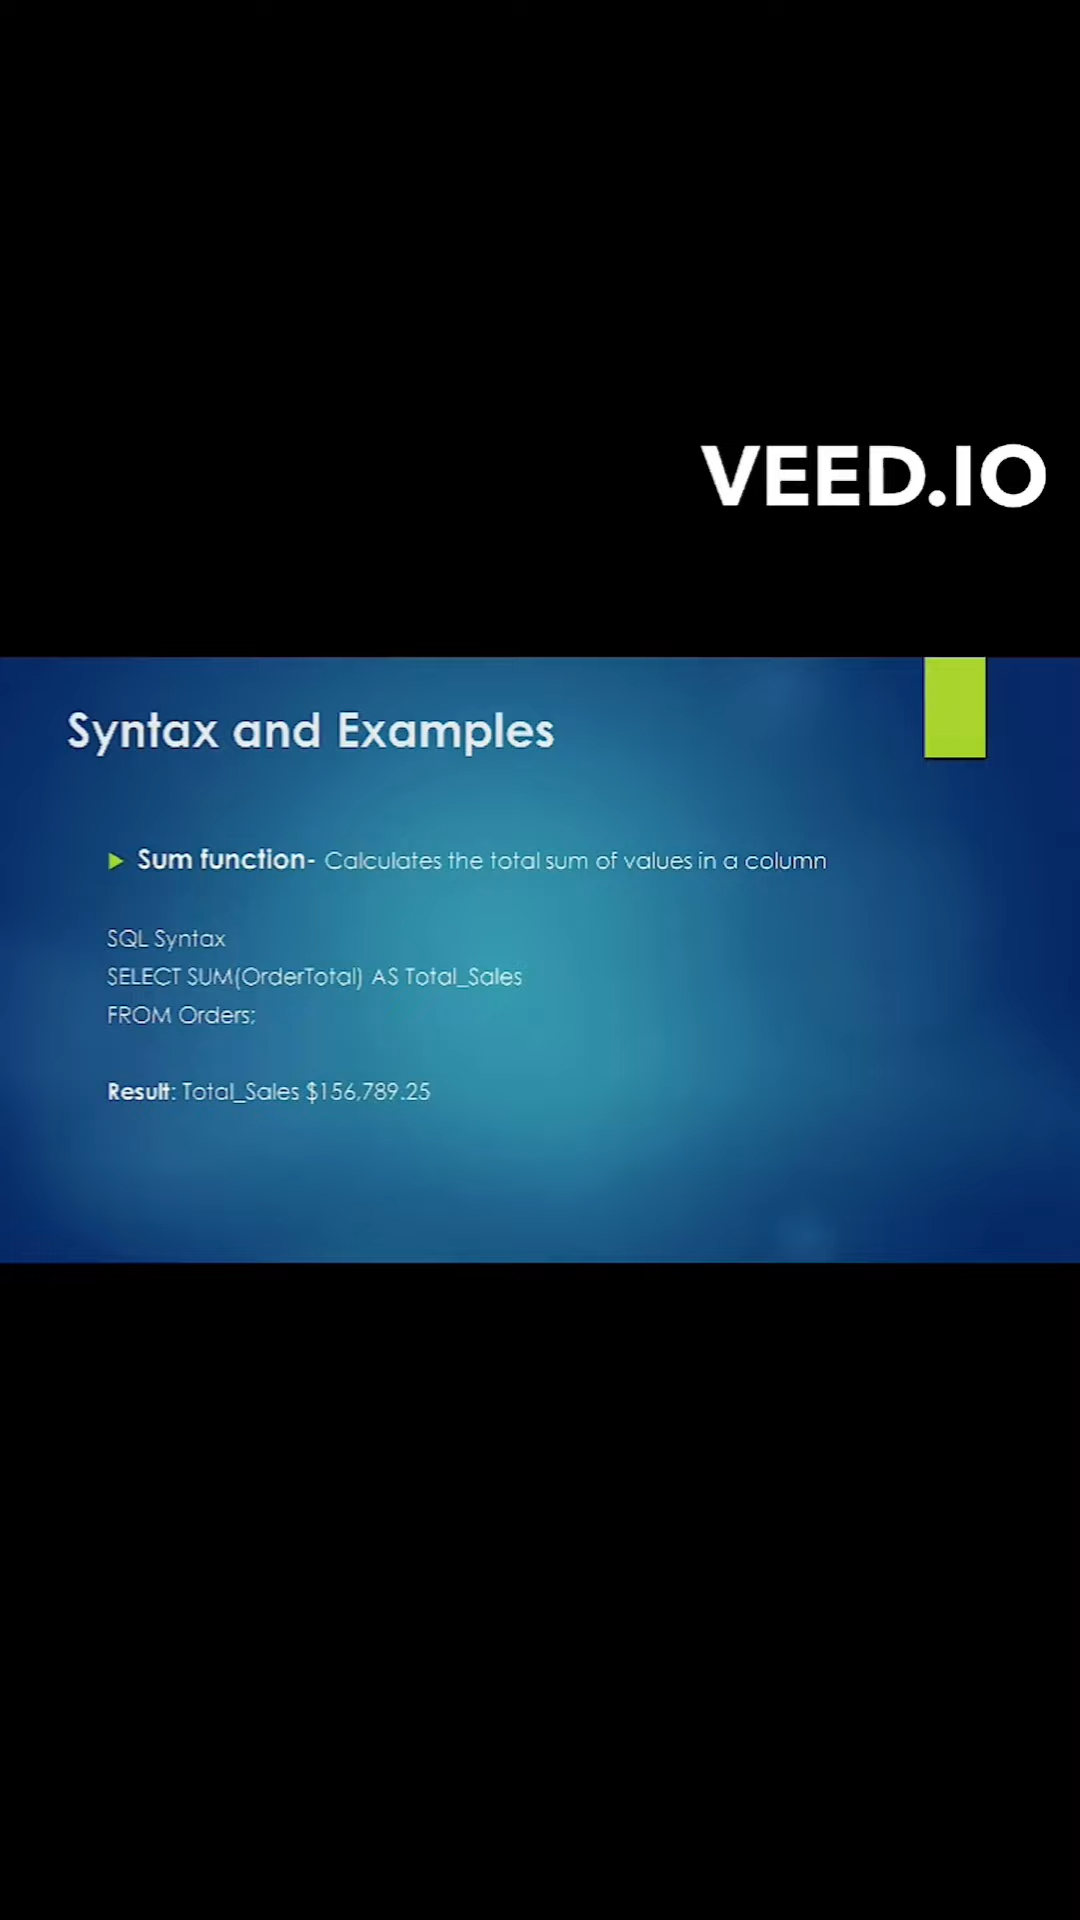 VEED.IO
Syntax and Examples
Sum function- Calculates the total sum of values in a column
SQL Syntax
SELECT SUM(OrderTotal) AS Total_Sales
FROM Orders;
Result: Total_Sales $156,789.25